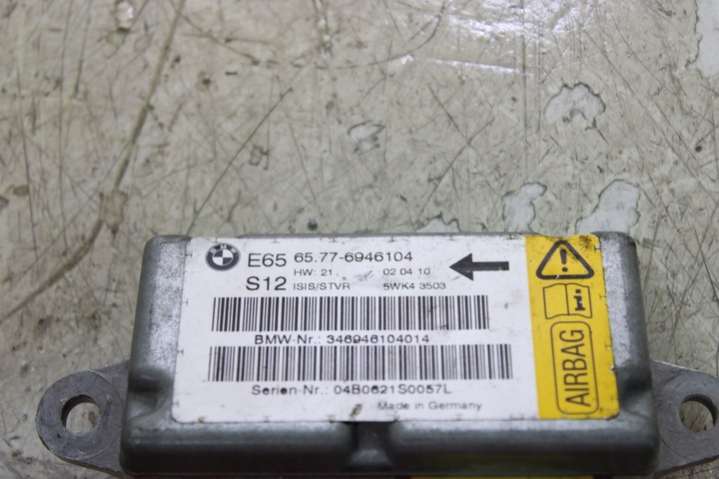 E65 65.77-6946104
HW: 21. 02 04 10
S12 ISIS/STVR 5WK4 3503
BMW-Nr.: 346946104014
Serien-Nr.: 04B0621S0057L
Made in Germany
AIRBAG